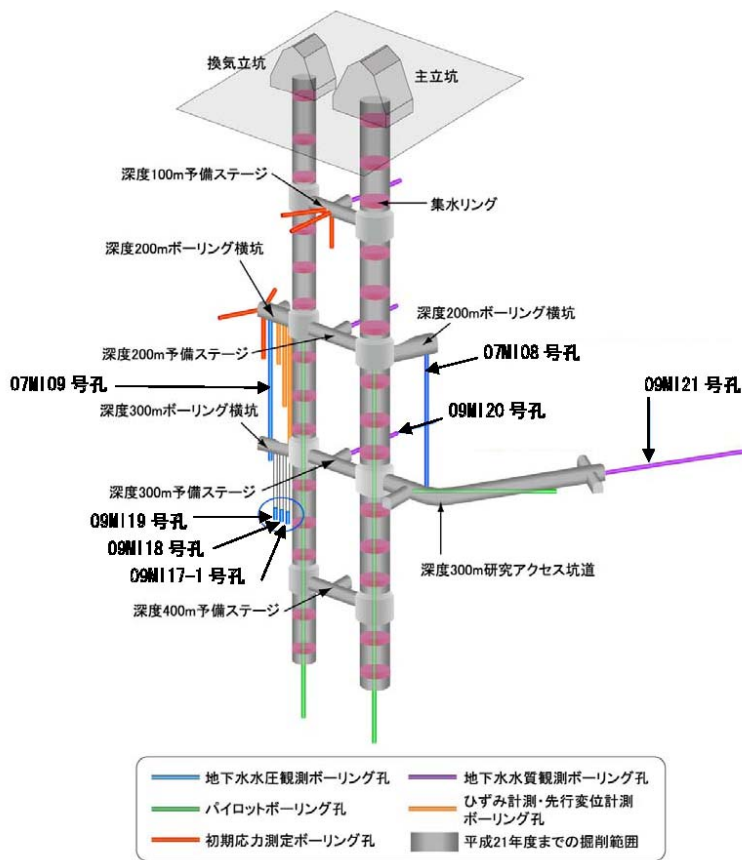 換気立坑
主立坑
深度100m予備ステージ
集水リング
深度200mボーリング横坑
深度200mボーリング横坑
深度200m予備ステージ
07MI08 号孔
07MI09 号孔
09MI21 号孔
09MI20 号孔
深度300mボーリング横坑
深度300m予備ステージ
09MI19 号孔
09MI18 号孔
09MI17-1 号孔
深度300m研究アクセス坑道
深度400m予備ステージ
地下水水圧観測ボーリング孔
地下水水質観測ボーリング孔
パイロットボーリング孔
ひずみ計測・先行変位計測
ボーリング孔
初期応力測定ボーリング孔
平成21年度までの掘削範囲